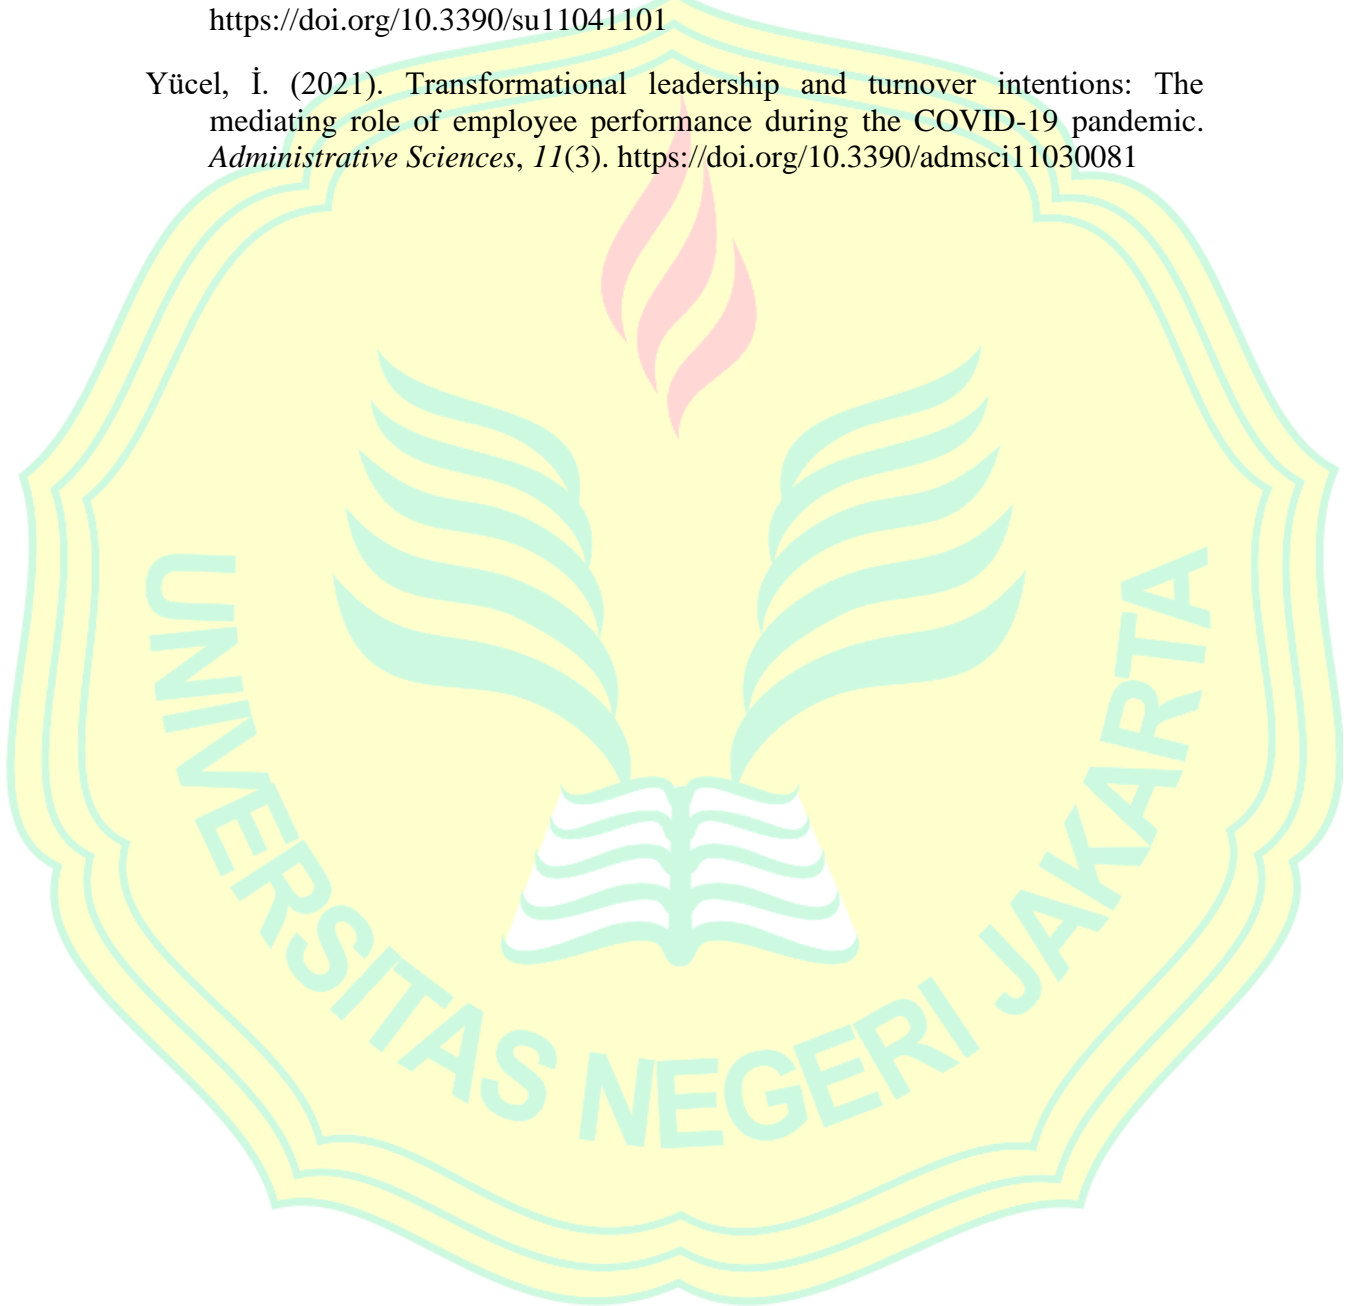 https://doi.org/10.3390/su11041101
Yücel, İ. (2021). Transformational leadership and turnover intentions: The
mediating role of employee performance during the COVID-19 pandemic.
Administrative Sciences, 11(3). https://doi.org/10.3390/admsci11030081
UNIVERSITAS NEGERI JAKARTA